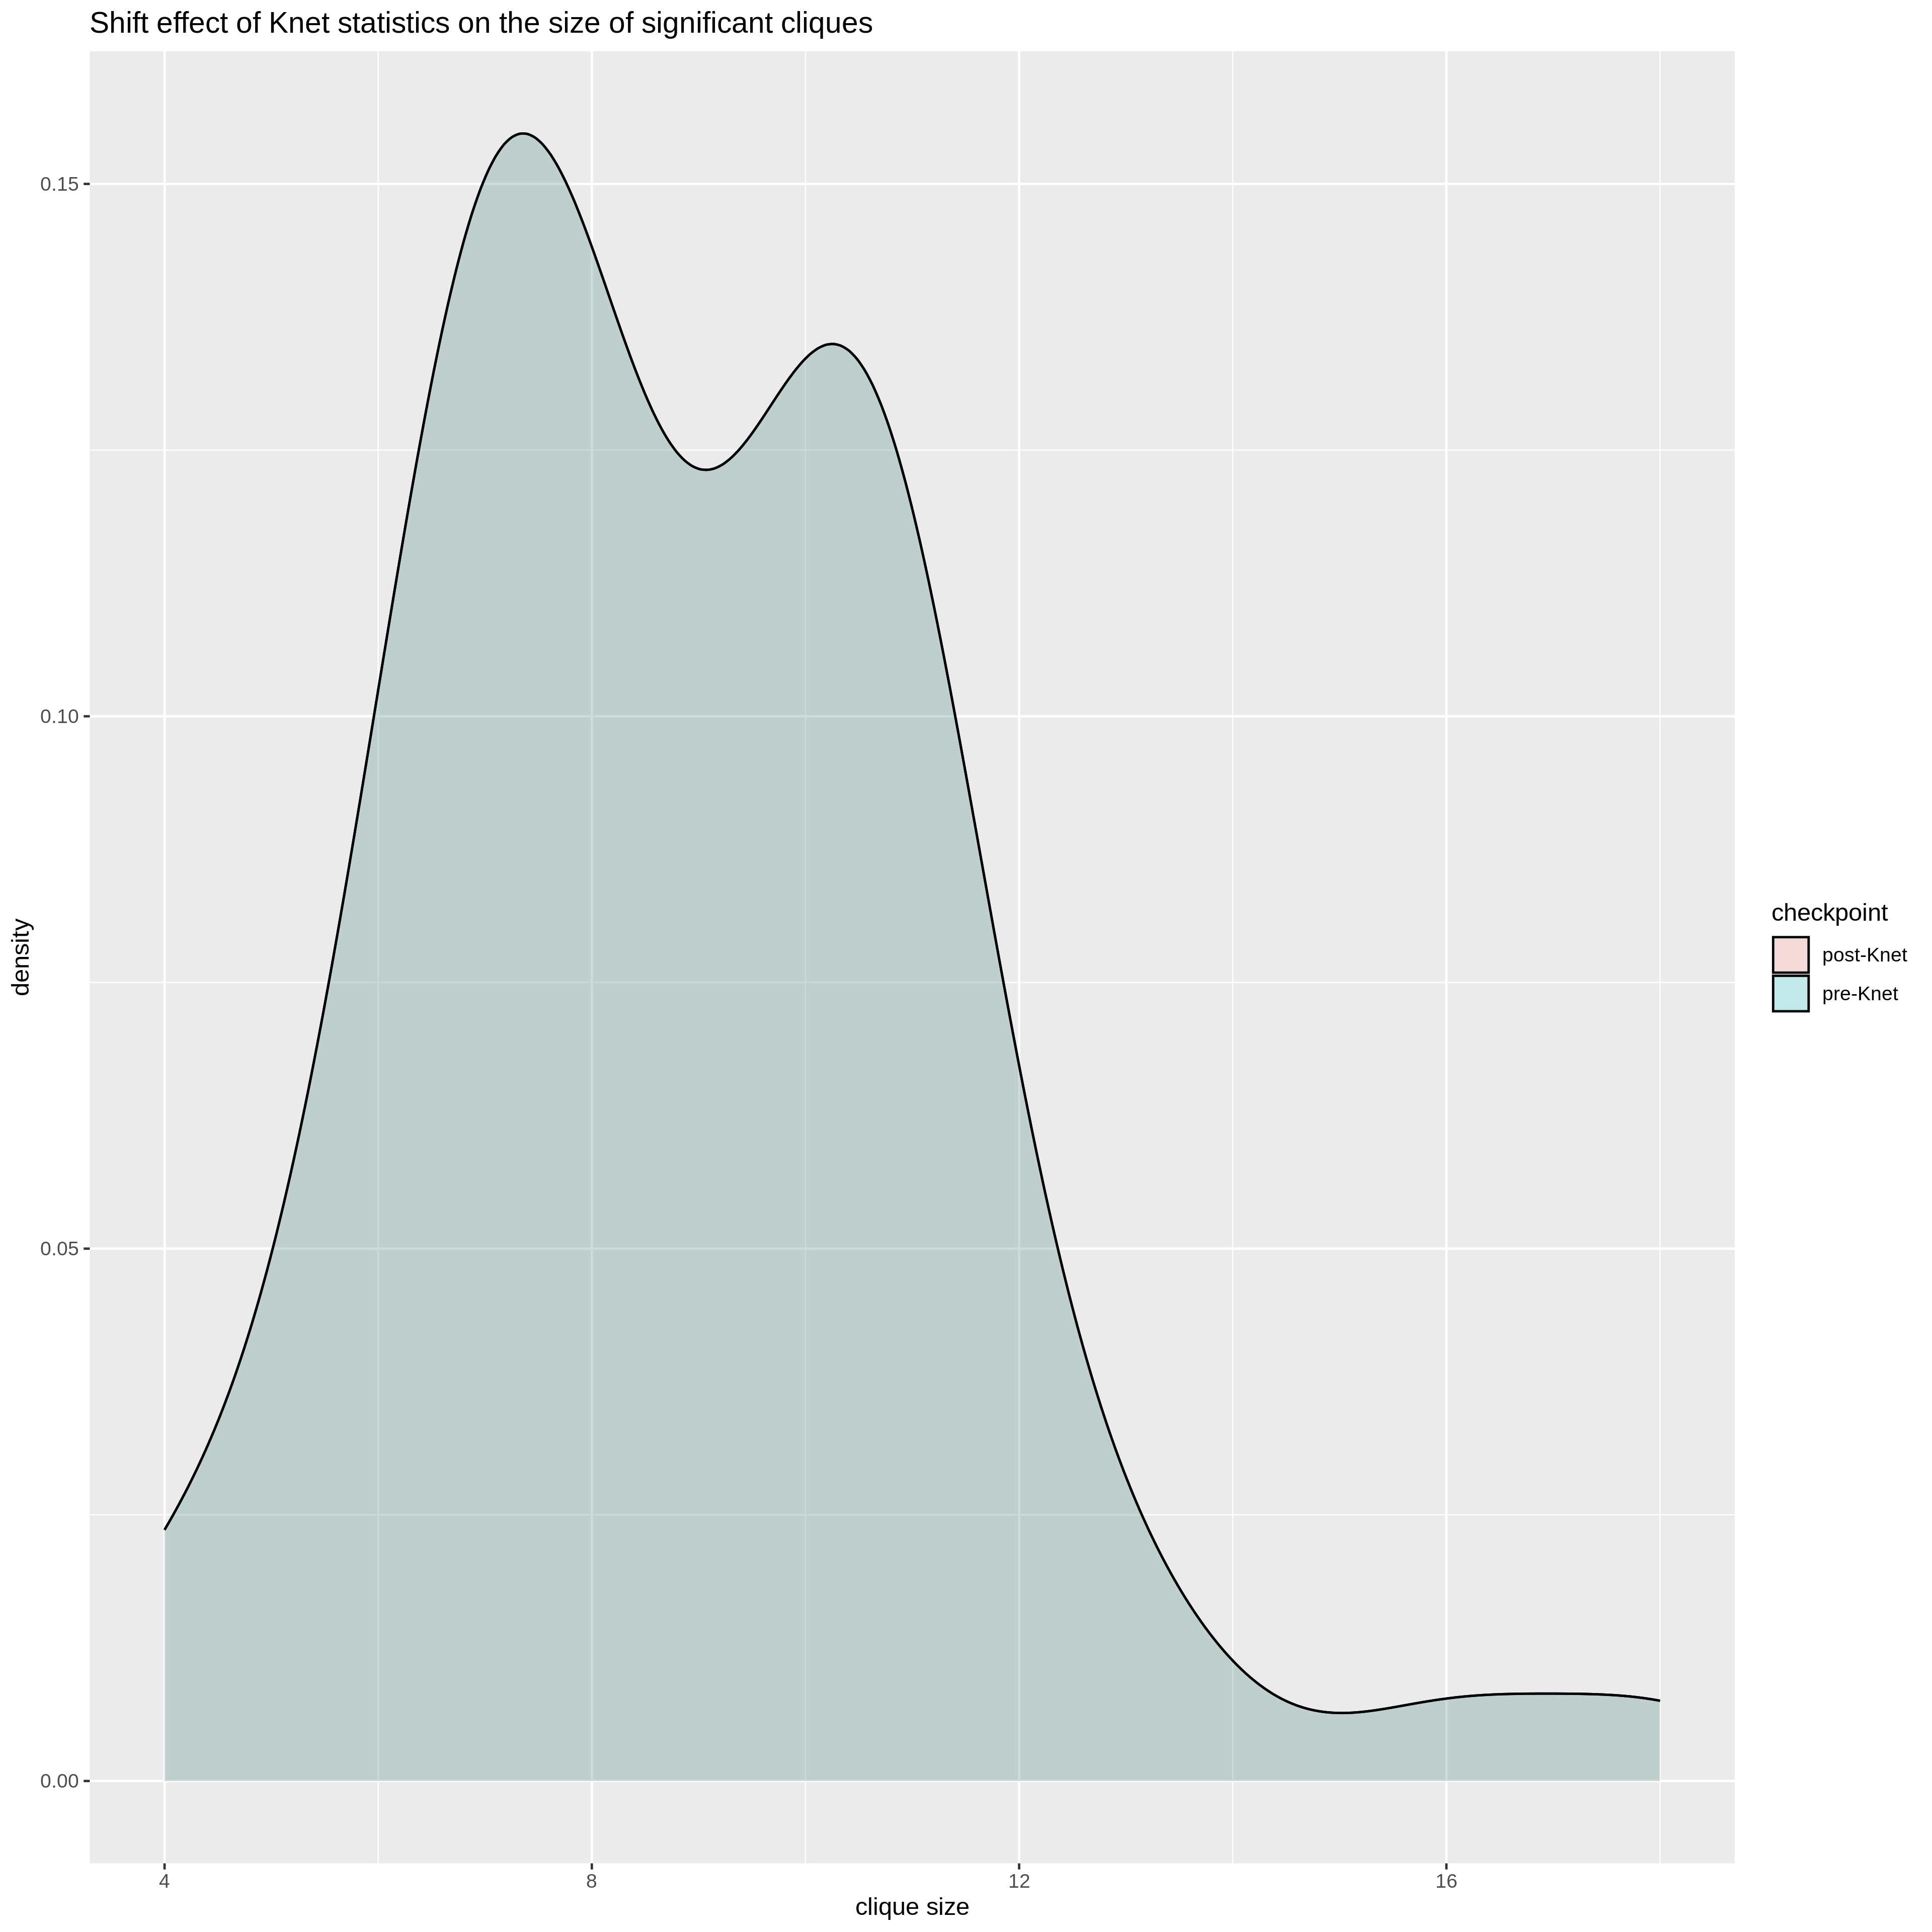 Shift effect of Knet statistics on the size of significant cliques
0.15
0.10
0.05
0.00
density
4
8
12
16
clique size
checkpoint
post-Knet
pre-Knet